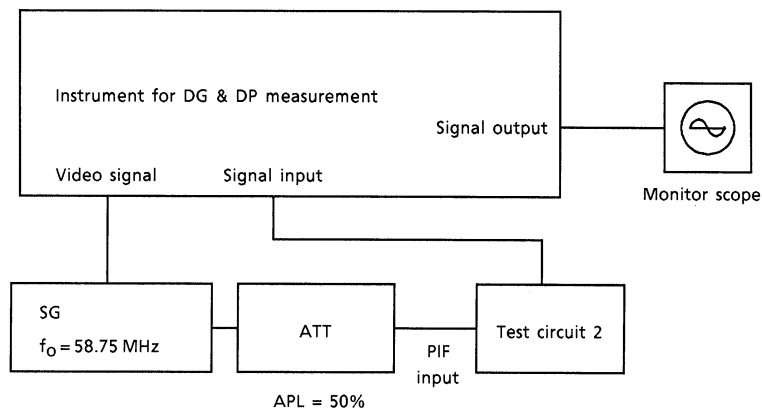 Instrument for DG & DP measurement
Signal output
Video signal
Signal input
Monitor scope
SG
fo = 58.75 MHz
ATT
PIF
input
Test circuit 2
APL = 50%